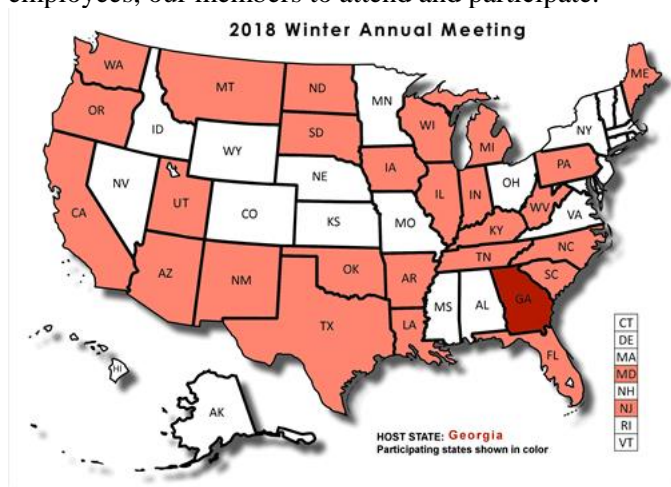 employees, our members to attend and participate.
2018 Winter Annual Meeting
WA
MT
ND
MN
ME
OR
ID
SD
WI
MI
NY
WY
IA
PA
NV
NE
OH
UT
IL
IN
CA
CO
WV
VA
KS
MO
KY
NC
TN
AZ
NM
OK
AR
SC
MS
AL
GA
TX
LA
FL
HI
AK
CT
DE
MA
MD
NH
NJ
RI
VT
HOST STATE: Georgia
Participating states shown in color